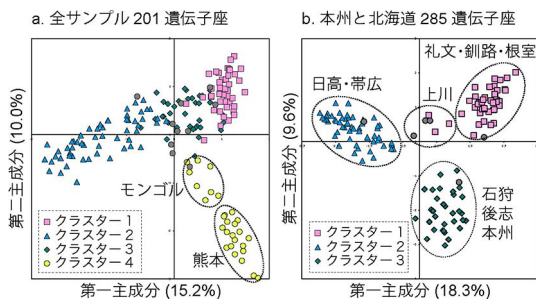 a. 全サンプル 201 遺伝子座
第二主成分 (10.0%)
モンゴル
熊本
クラスター 1
クラスター 2
クラスター 3
クラスター 4
第一主成分 (15.2%)
b. 本州と北海道 285 遺伝子座
礼文・釧路・根室
日高・帯広
上川
第二主成分 (9.6%)
石狩
後志
本州
クラスター 1
クラスター 2
クラスター 3
第一主成分 (18.3%)